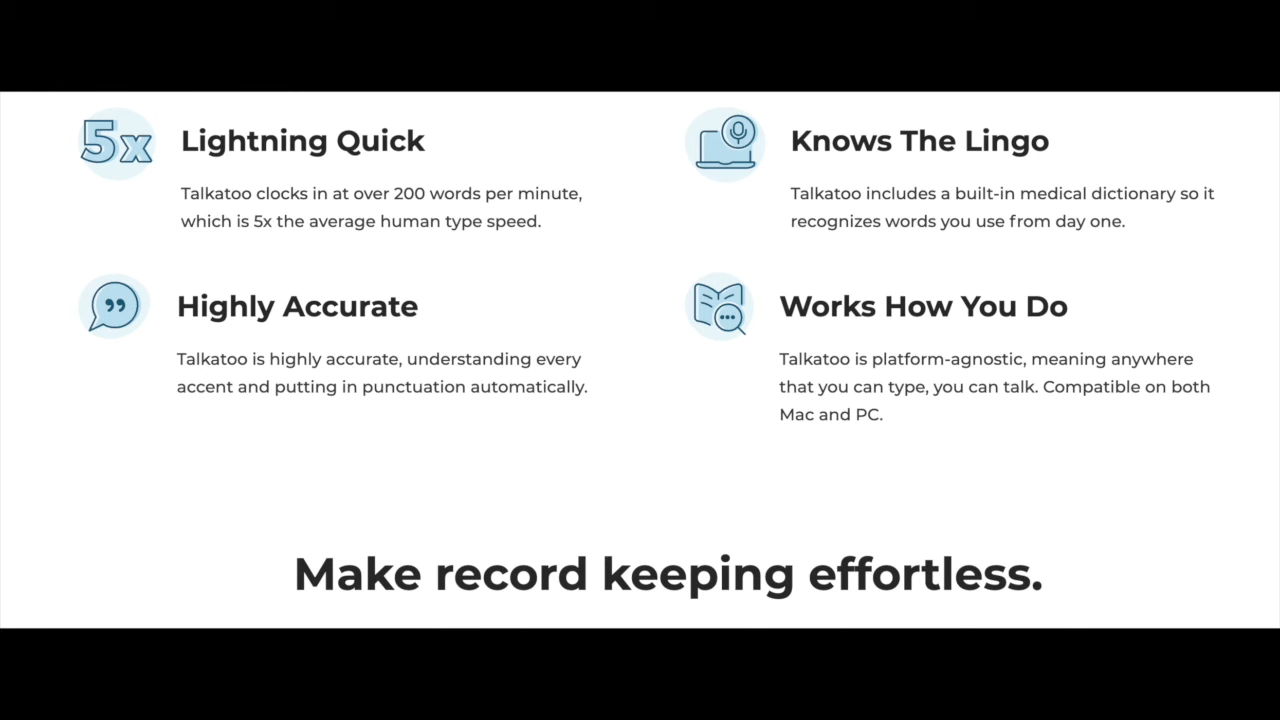 5x
Lightning Quick
Talkatoo clocks in at over 200 words per minute,
which is 5x the average human type speed.
Knows The Lingo
Talkatoo includes a built-in medical dictionary so it
recognizes words you use from day one.
Highly Accurate
Talkatoo is highly accurate, understanding every
accent and putting in punctuation automatically.
Works How You Do
Talkatoo is platform-agnostic, meaning anywhere
that you can type, you can talk. Compatible on both
Mac and PC.
Make record keeping effortless.